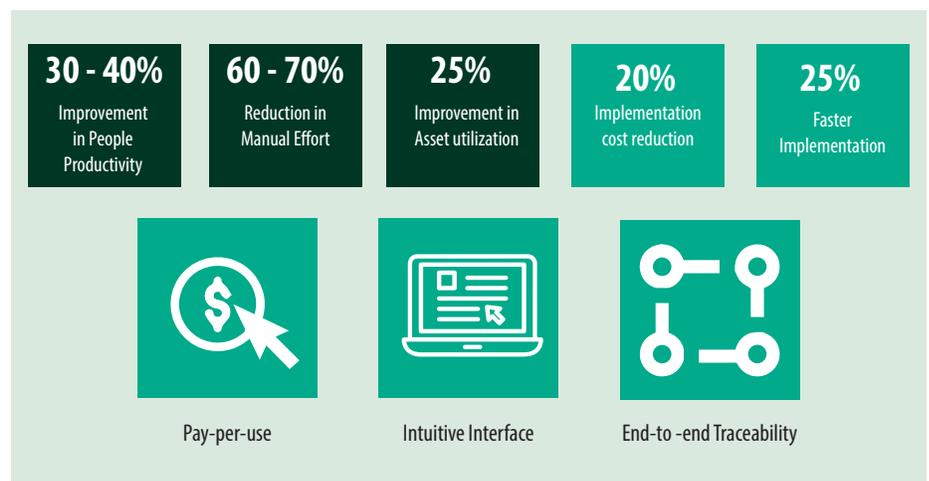 30 - 40%
Improvement
in People
Productivity
60 - 70%
Reduction in
Manual Effort
25%
Improvement in
Asset utilization
20%
Implementation
cost reduction
25%
Faster
Implementation
$
Pay-per-use
Intuitive Interface
End-to -end Traceability